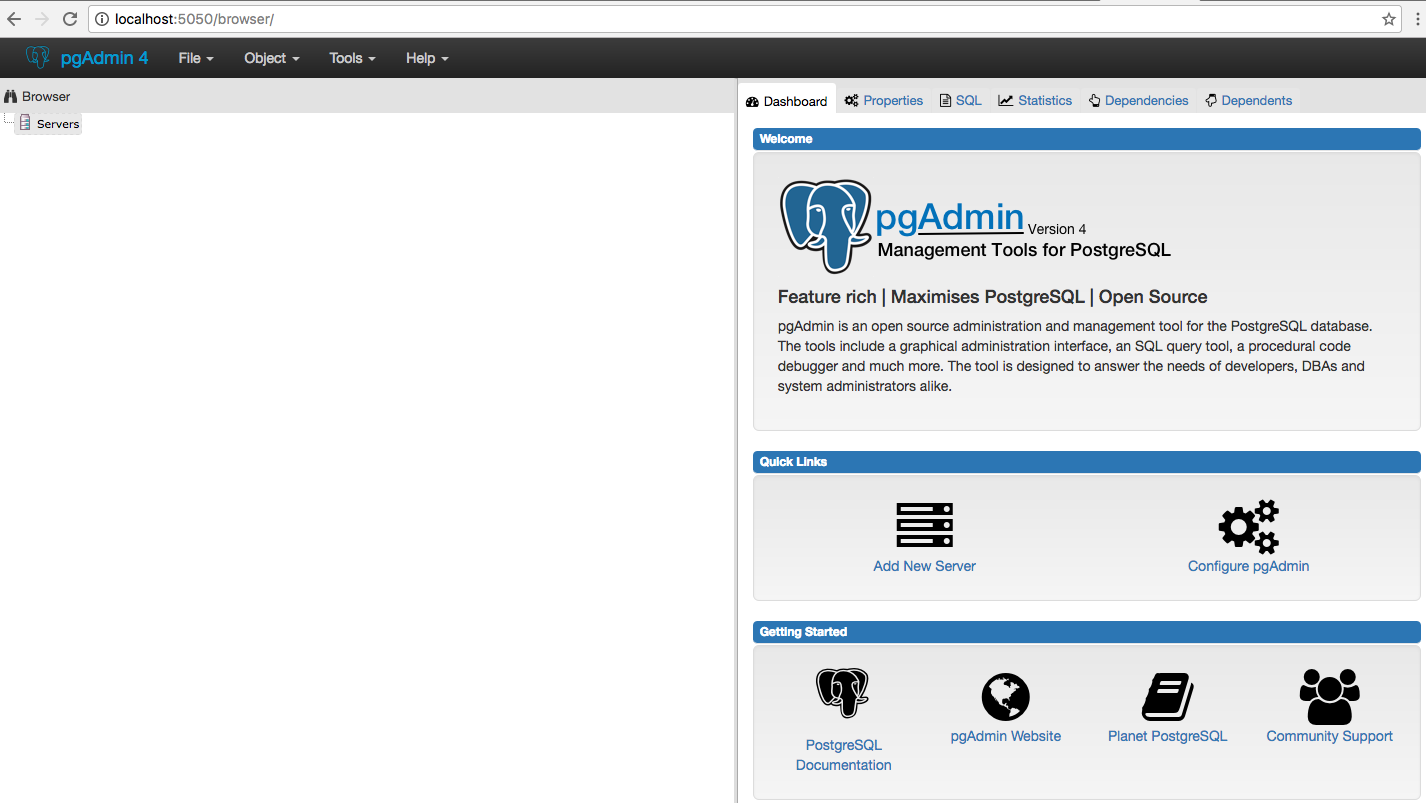 localhost:5050/browser/
pgAdmin 4 File Object Tools Help
Browser
Servers
Dashboard Properties SQL Statistics Dependencies Dependents
Welcome
pgAdmin Version 4
Management Tools for PostgreSQL
Feature rich | Maximises PostgreSQL | Open Source
pgAdmin is an open source administration and management tool for the PostgreSQL database.
The tools include a graphical administration interface, an SQL query tool, a procedural code
debugger and much more. The tool is designed to answer the needs of developers, DBAs and
system administrators alike.
Quick Links
Add New Server Configure pgAdmin
Getting Started
PostgreSQL
Documentation
pgAdmin Website
Planet PostgreSQL
Community Support